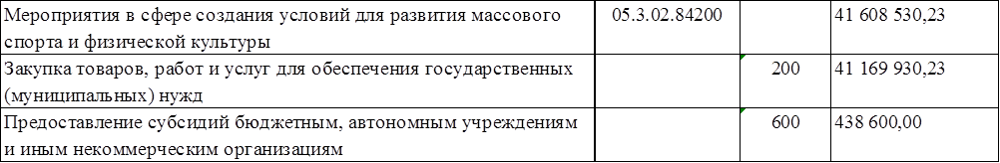 Мероприятия в сфере создания условий для развития массового 05.3.02.84200 41 608 530,23
спорта и физической культуры
Закупка товаров, работ и услуг для обеспечения государственных 200 41 169 930,23
(муниципальных) нужд
Предоставление субсидий бюджетным, автономным учреждениям 600 438 600,00
и иным некоммерческим организациям